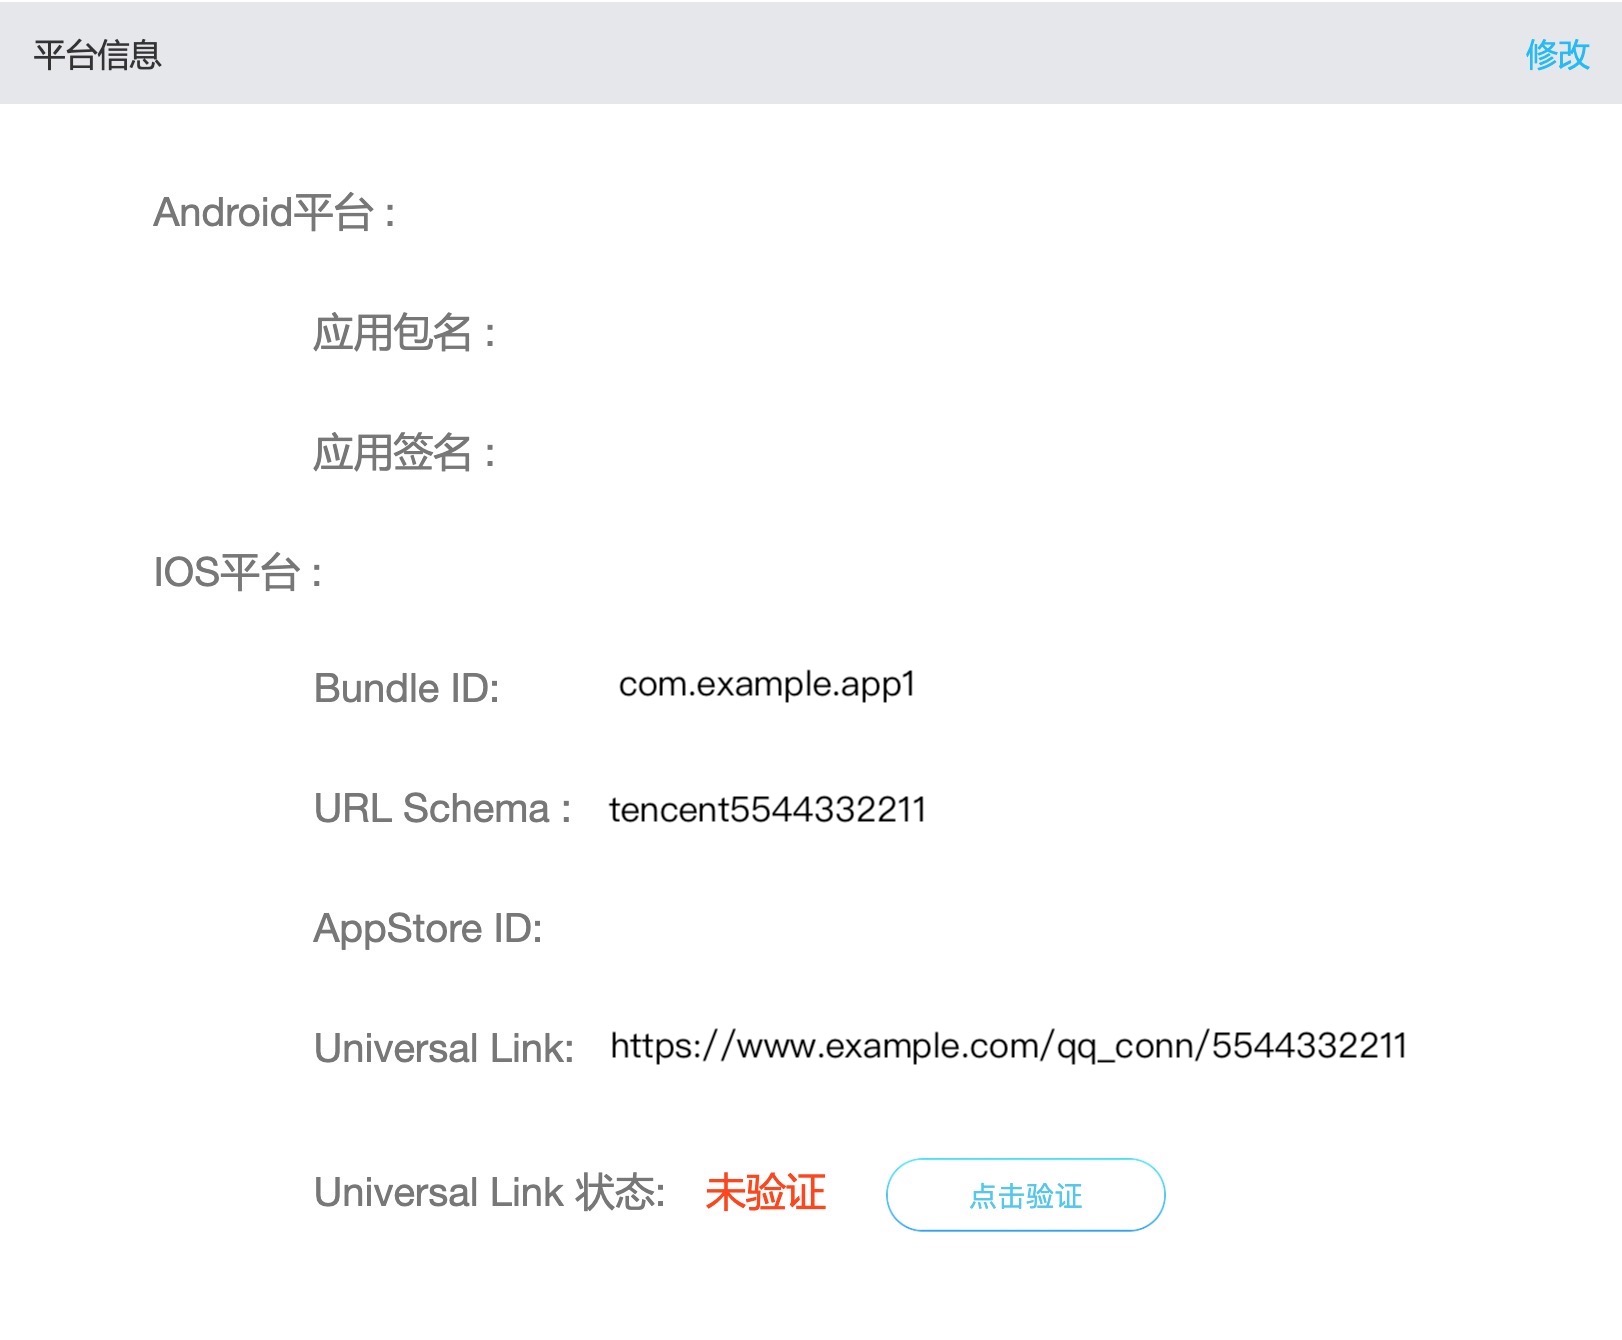 平台信息 修改
Android平台：
应用包名：
应用签名：
IOS平台：
Bundle ID: com.example.app1
URL Schema： tencent5544332211
AppStore ID:
Universal Link: https://www.example.com/qq_conn/5544332211
Universal Link 状态: 未验证 点击验证